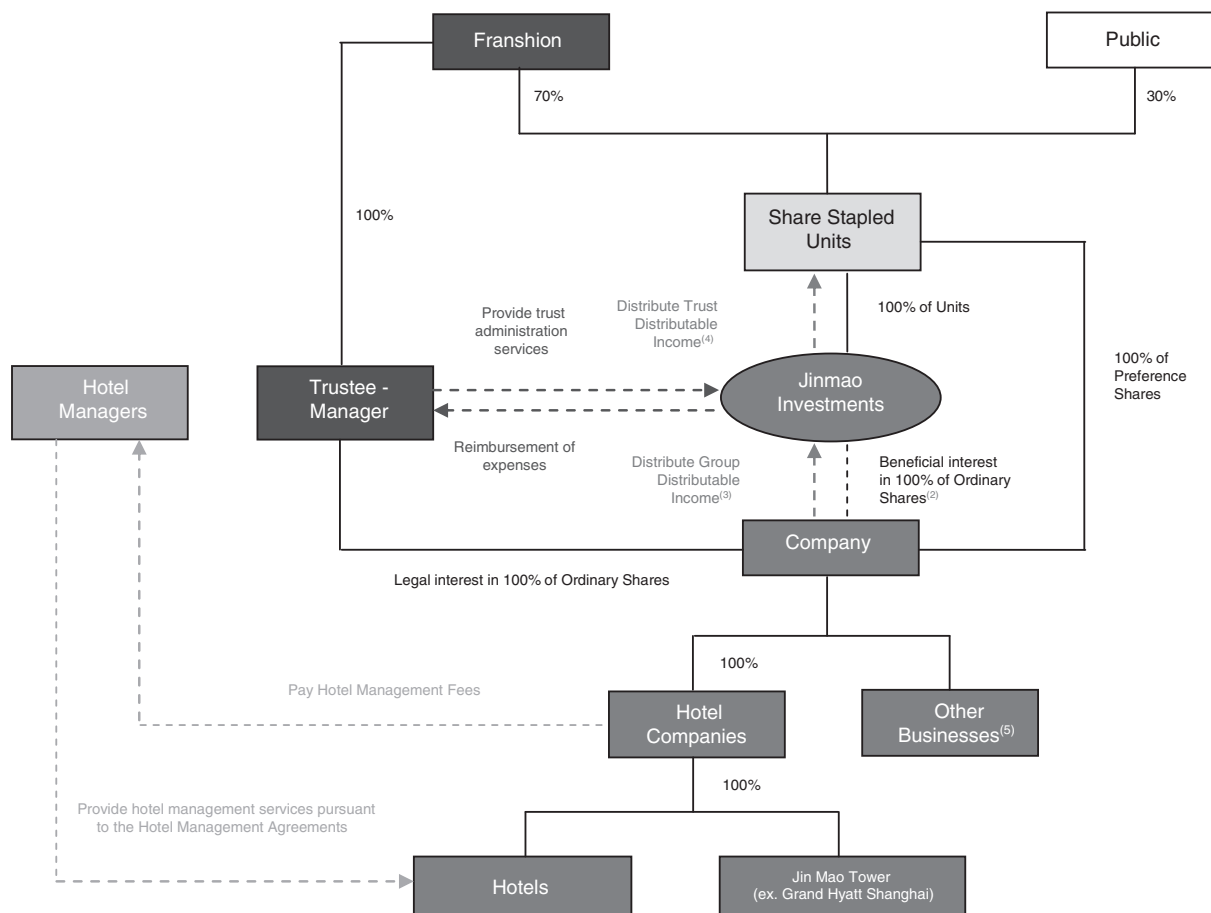 Franshion
Public
70%
30%
100%
Share Stapled
Units
Provide trust
administration
services
Distribute Trust
Distributable
Income(4)
100% of Units
100% of
Preference
Shares
Hotel
Managers
Trustee -
Manager
Jinmao
Investments
Reimbursement of
expenses
Distribute Group
Distributable
Income(3)
Beneficial interest
in 100% of Ordinary
Shares(2)
Company
Legal interest in 100% of Ordinary Shares
100%
Pay Hotel Management Fees
Hotel
Companies
Other
Businesses(5)
100%
Provide hotel management services pursuant
to the Hotel Management Agreements
Hotels
Jin Mao Tower
(ex. Grand Hyatt Shanghai)